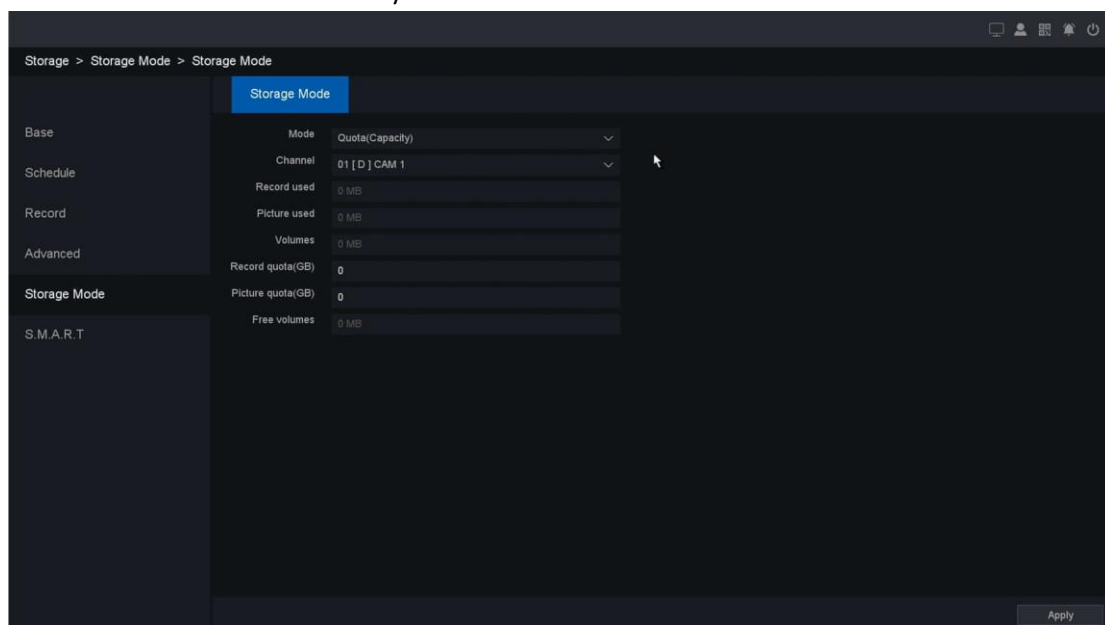 Storage > Storage Mode > Storage Mode
Storage Mode
Base
Schedule
Record
Advanced
Storage Mode
S.M.A.R.T
Mode Quota(Capacity)
Channel 01 [ D ] CAM 1
Record used 0 MB
Picture used 0 MB
Volumes 0 MB
Record quota(GB) 0
Picture quota(GB) 0
Free volumes 0 MB
Apply